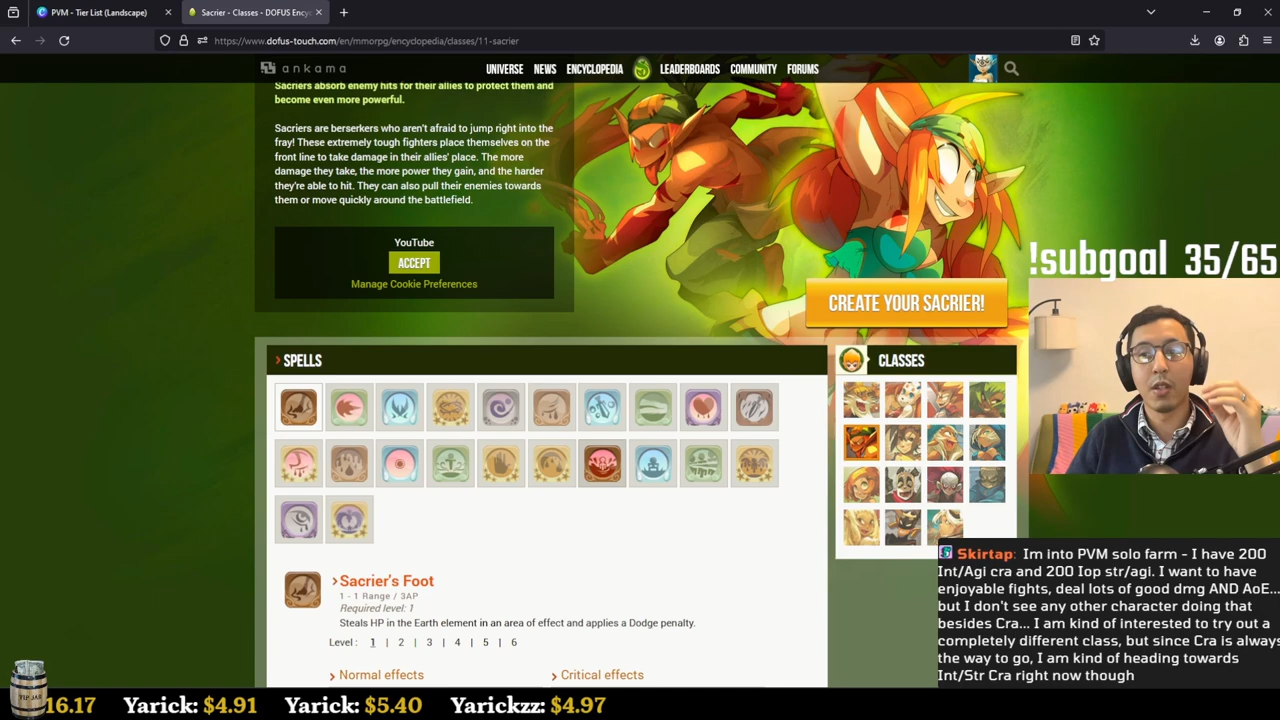 PVM - Tier List (Landscape)
Sacrier - Classes - DOFUS Ency
https://www.dofus-touch.com/en/mmorpg/encyclopedia/classes/11-sacrier
ankama
UNIVERSE
NEWS
ENCYCLOPEDIA
LEADERBOARDS
COMMUNITY
FORUMS
Sacriers absorb enemy hits for their allies to protect them and
become even more powerful.
Sacriers are berserkers who aren't afraid to jump right into the
fray! These extremely tough fighters place themselves on the
front line to take damage in their allies' place. The more
damage they take, the more power they gain, and the harder
they're able to hit. They can also pull their enemies towards
them or move quickly around the battlefield.
YouTube
ACCEPT
Manage Cookie Preferences
CREATE YOUR SACRIER!
!subgoal 35/65
SPELLS
CLASSES
Sacrier's Foot
1 - 1 Range / 3AP
Required level: 1
Steals HP in the Earth element in an area of effect and applies a Dodge penalty.
Level : 1 | 2 | 3 | 4 | 5 | 6
Normal effects
Critical effects
Skirtap: Im into PVM solo farm - I have 200
Int/Agi cra and 200 Iop str/agi. I want to have
enjoyable fights, deal lots of good dmg AND AoE...
but I don't see any other character doing that
besides Cra... I am kind of interested to try out a
completely different class, but since Cra is always
the way to go, I am kind of heading towards
Int/Str Cra right now though
TIP JAR
16.17
Yarick: $4.91
Yarick: $5.40
Yarickzz: $4.97